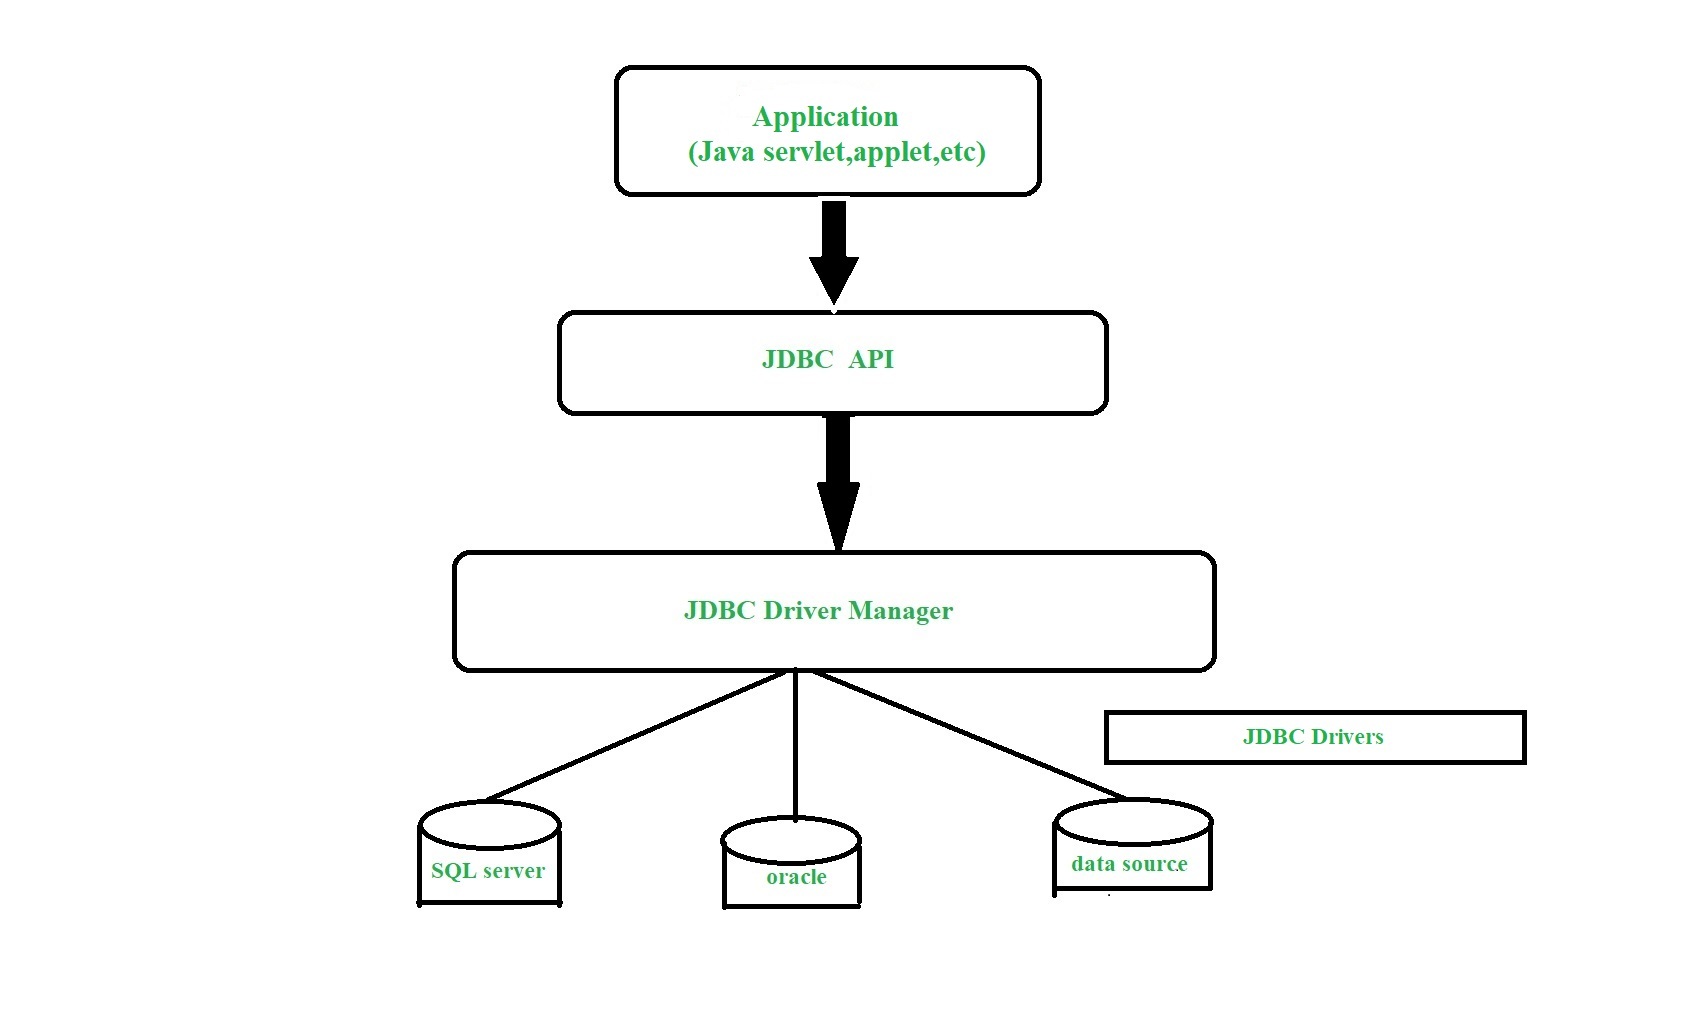 Application
(Java servlet,applet,etc)
JDBC API
JDBC Driver Manager
JDBC Drivers
SQL server
oracle
data source